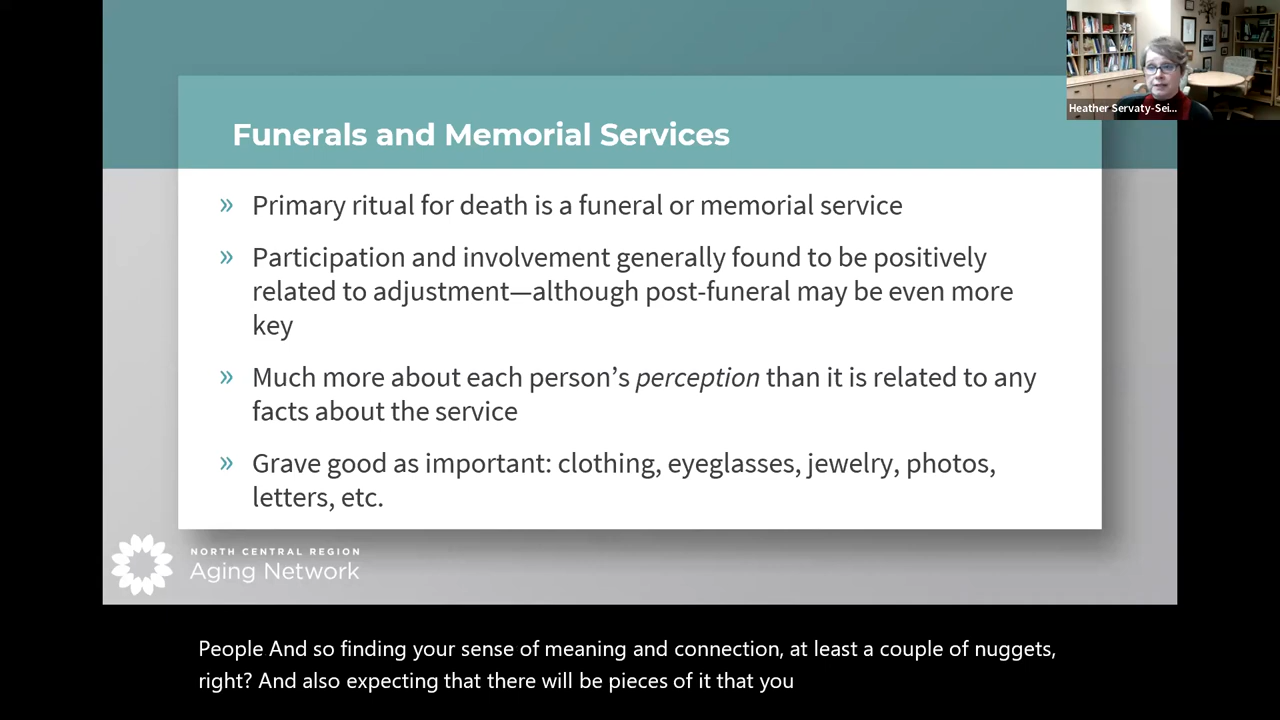 Heather Servaty-Sei...
Funerals and Memorial Services
» Primary ritual for death is a funeral or memorial service
» Participation and involvement generally found to be positively
related to adjustment—although post-funeral may be even more
key
» Much more about each person’s perception than it is related to any
facts about the service
» Grave good as important: clothing, eyeglasses, jewelry, photos,
letters, etc.
NORTH CENTRAL REGION
Aging Network
People And so finding your sense of meaning and connection, at least a couple of nuggets,
right? And also expecting that there will be pieces of it that you